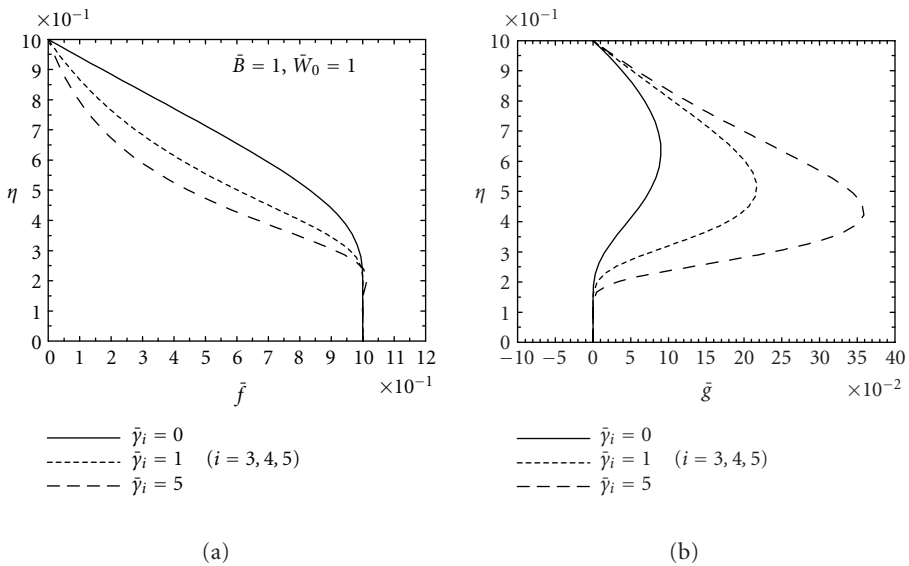 ×10⁻¹
10
9
8
7
6
5
4
3
2
1
0
η
B̄ = 1, W̄₀ = 1
0 1 2 3 4 5 6 7 8 9 10 11 12
×10⁻¹
f̄
γ̄ᵢ = 0
γ̄ᵢ = 1 (i = 3, 4, 5)
γ̄ᵢ = 5
(a)
×10⁻¹
10
9
8
7
6
5
4
3
2
1
0
η
−10 −5 0 5 10 15 20 25 30 35 40
×10⁻²
ḡ
γ̄ᵢ = 0
γ̄ᵢ = 1 (i = 3, 4, 5)
γ̄ᵢ = 5
(b)